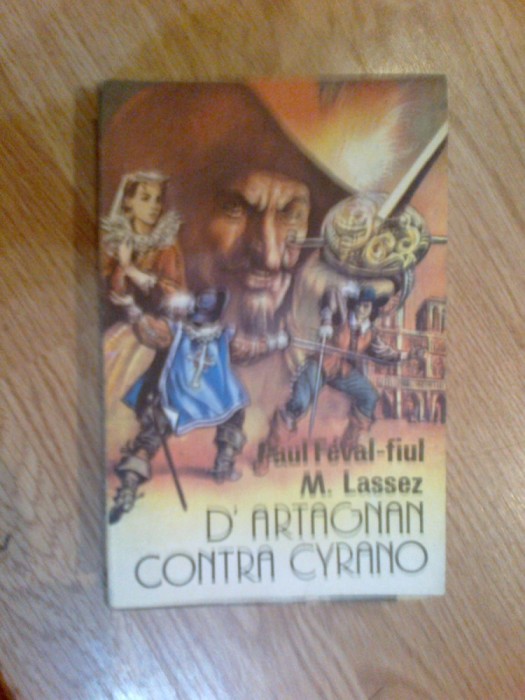 Paul Féval-fiul
M. Lassez
D'ARTAGNAN
CONTRA CYRANO